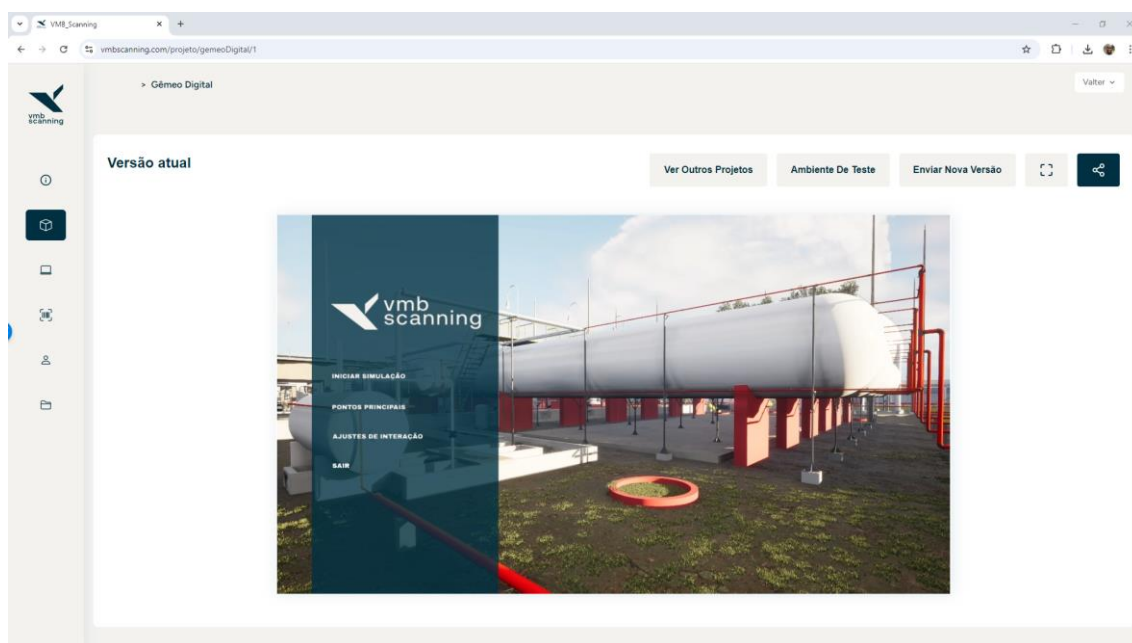 VMB_Scanning
vmbscanning.com/projeto/gemeoDigital/1
vmb
scanning
> Gêmeo Digital
Valter
Versão atual
Ver Outros Projetos
Ambiente De Teste
Enviar Nova Versão
vmb
scanning
INICIAR SIMULAÇÃO
PONTOS PRINCIPAIS
AJUSTES DE INTERAÇÃO
SAIR